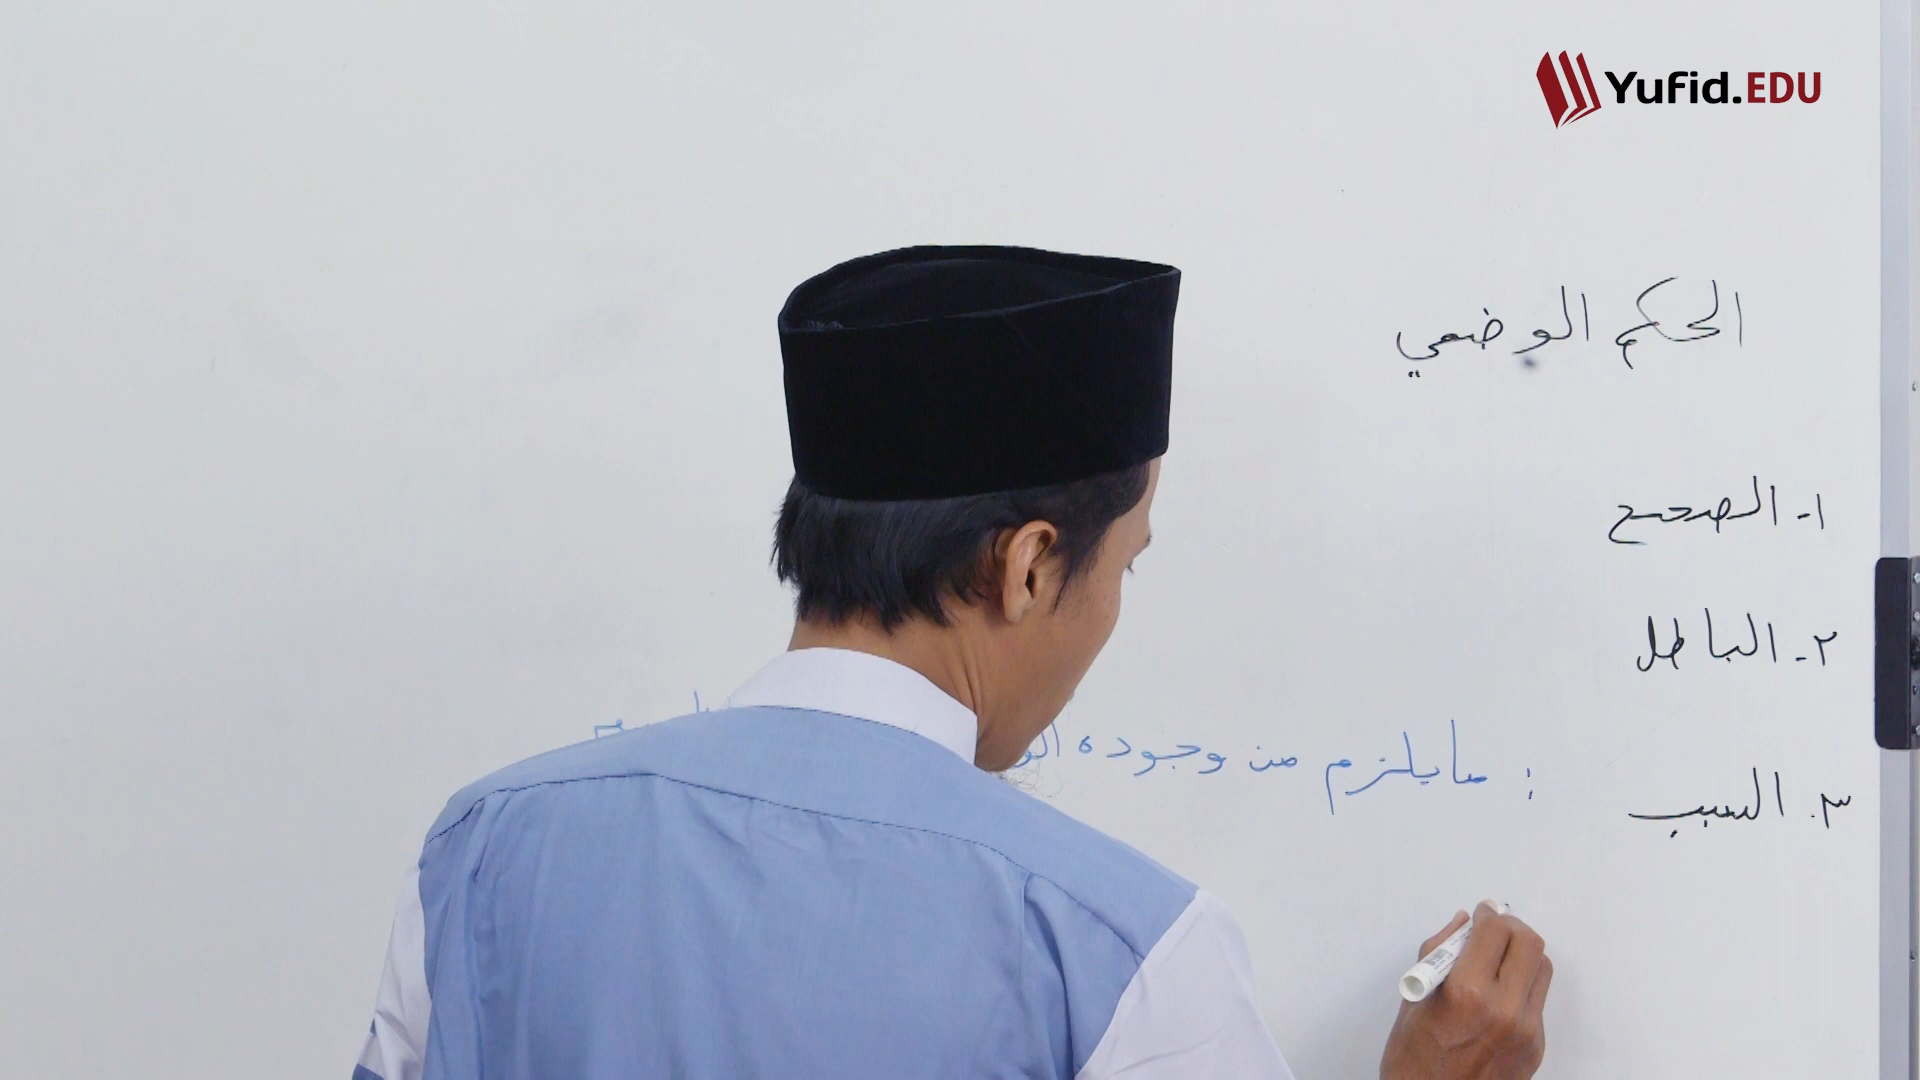 Yufid.EDU
الحكم الوضعي
١- الصحيح
٢- الباطل
٣. السبب : ما يلزم من وجوده